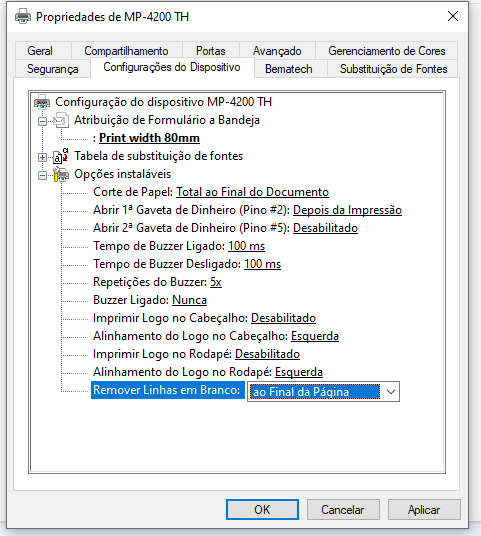 Propriedades de MP-4200 TH
Geral Compartilhamento Portas Avançado Gerenciamento de Cores
Segurança Configurações do Dispositivo Bematech Substituição de Fontes
Configuração do dispositivo MP-4200 TH
Atribuição de Formulário a Bandeja
: Print width 80mm
Tabela de substituição de fontes
Opções instaláveis
Corte de Papel: Total ao Final do Documento
Abrir 1ª Gaveta de Dinheiro (Pino #2): Depois da Impressão
Abrir 2ª Gaveta de Dinheiro (Pino #5): Desabilitado
Tempo de Buzzer Ligado: 100 ms
Tempo de Buzzer Desligado: 100 ms
Repetições do Buzzer: 5x
Buzzer Ligado: Nunca
Imprimir Logo no Cabeçalho: Desabilitado
Alinhamento do Logo no Cabeçalho: Esquerda
Imprimir Logo no Rodapé: Desabilitado
Alinhamento do Logo no Rodapé: Esquerda
Remover Linhas em Branco: ao Final da Página
OK Cancelar Aplicar